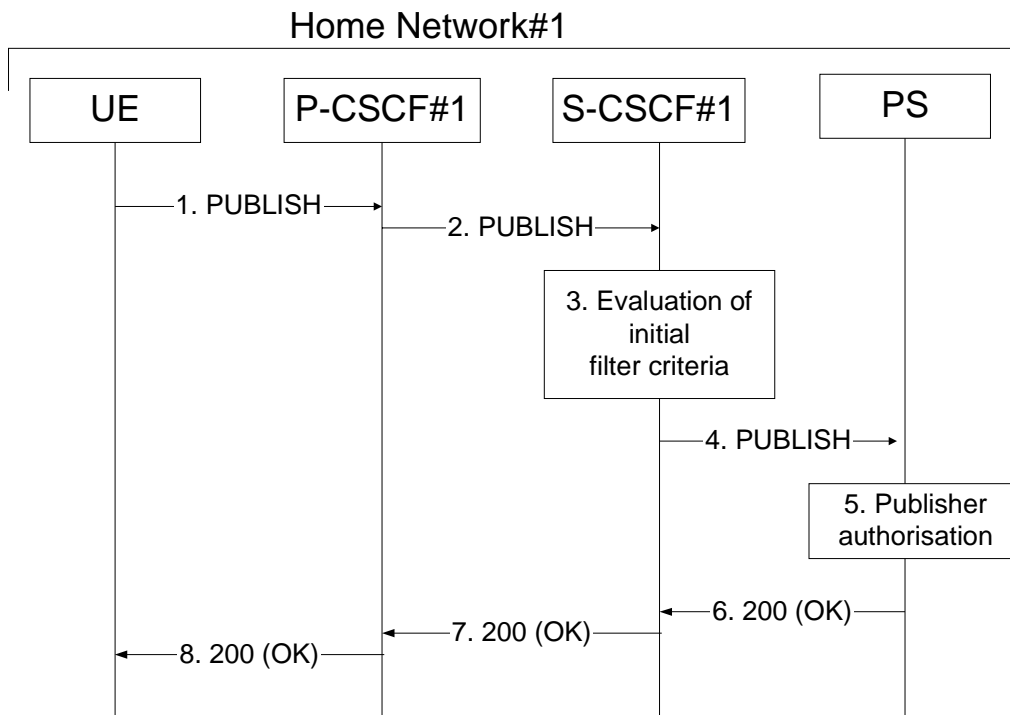 Home Network#1
UE
P-CSCF#1
S-CSCF#1
PS
1. PUBLISH
2. PUBLISH
3. Evaluation of
initial
filter criteria
4. PUBLISH
5. Publisher
authorisation
6. 200 (OK)
7. 200 (OK)
8. 200 (OK)